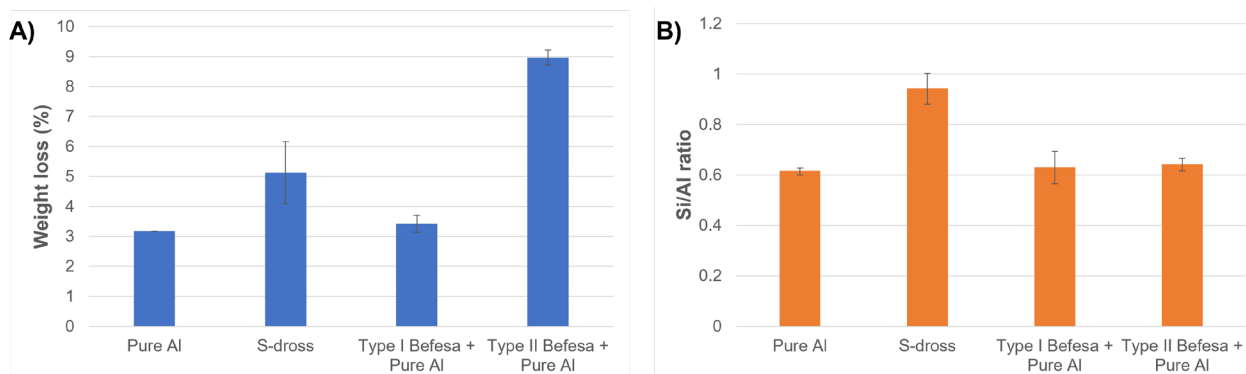 A)
Weight loss (%)
10
9
8
7
6
5
4
3
2
1
0
Pure Al
S-dross
Type I Befesa +
Pure Al
Type II Befesa +
Pure Al
B)
Si/Al ratio
1.2
1
0.8
0.6
0.4
0.2
0
Pure Al
S-dross
Type I Befesa +
Pure Al
Type II Befesa +
Pure Al